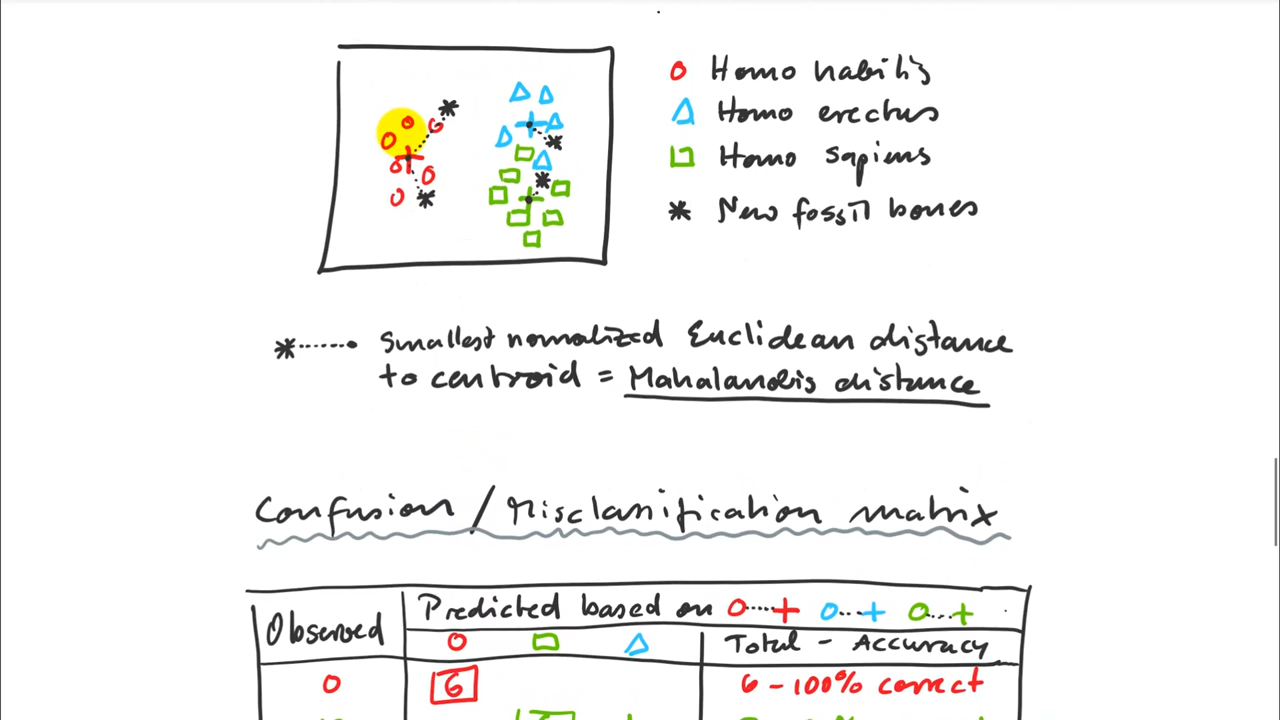 Homo habilis
Homo erectus
Homo sapiens
New fossil bones
Smallest normalized Euclidean distance
to centroid = Mahalanobis distance
Confusion / Misclassification matrix
Observed
Predicted based on
Total - Accuracy
6
6 - 100% correct